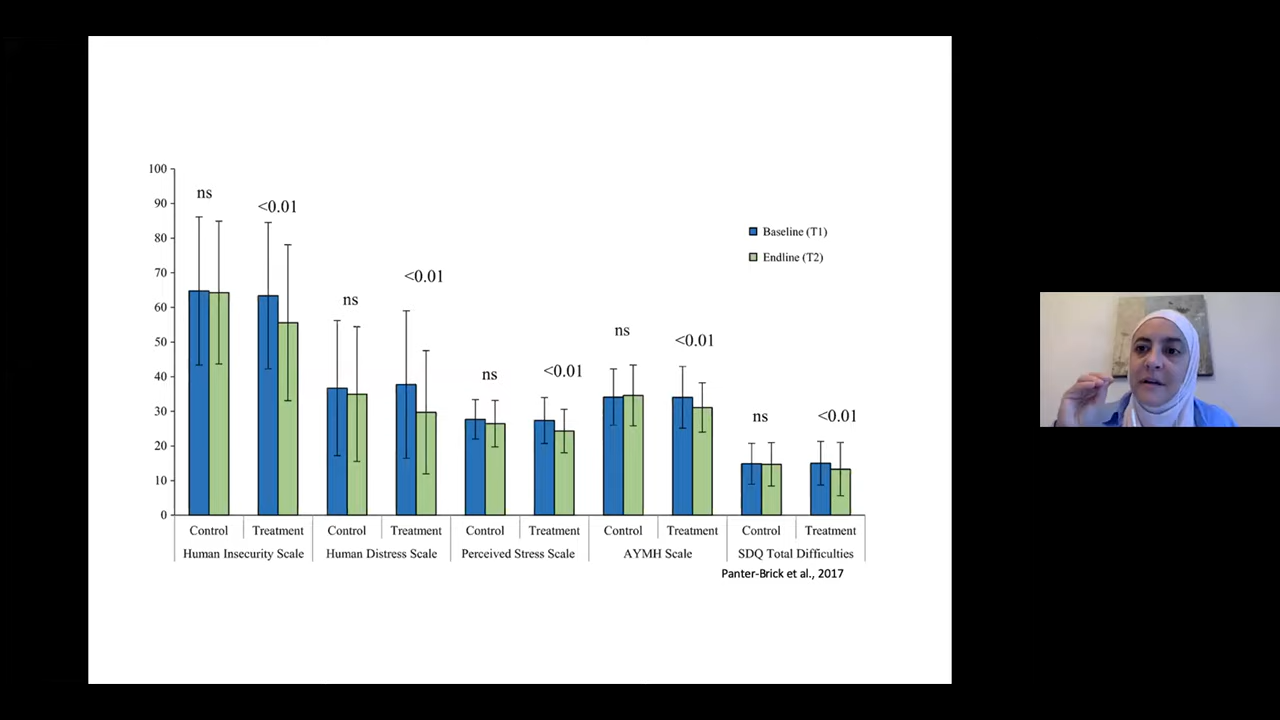 100
90
80
70
60
50
40
30
20
10
0
ns
<0.01
ns
<0.01
ns
<0.01
ns
<0.01
ns
<0.01
Baseline (T1)
Endline (T2)
Control Treatment Control Treatment Control Treatment Control Treatment Control Treatment
Human Insecurity Scale Human Distress Scale Perceived Stress Scale AYMH Scale SDQ Total Difficulties
Panter-Brick et al., 2017